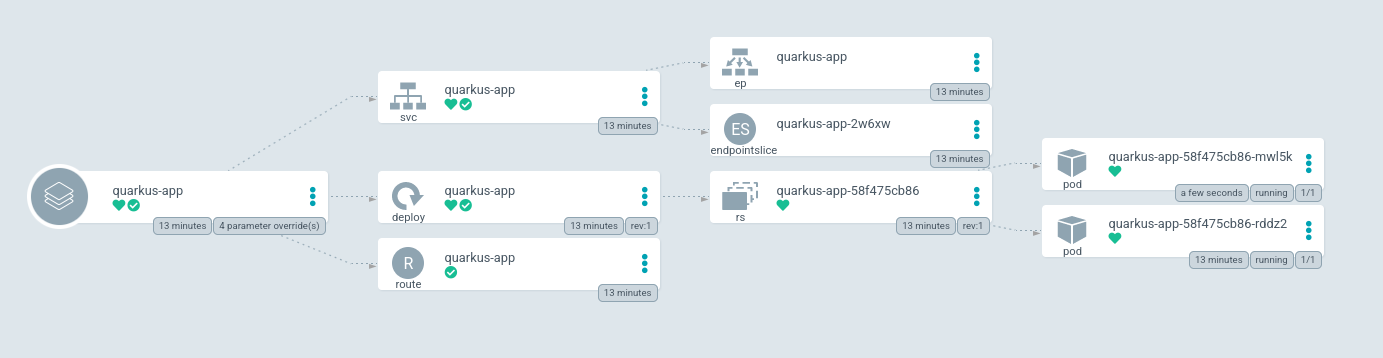 quarkus-app
13 minutes
4 parameter override(s)
svc
quarkus-app
13 minutes
deploy
quarkus-app
13 minutes
rev:1
R
route
quarkus-app
13 minutes
ep
quarkus-app
13 minutes
ES
endpointslice
quarkus-app-2w6xw
13 minutes
rs
quarkus-app-58f475cb86
13 minutes
rev:1
pod
quarkus-app-58f475cb86-mwl5k
a few seconds
running
1/1
pod
quarkus-app-58f475cb86-rddz2
13 minutes
running
1/1